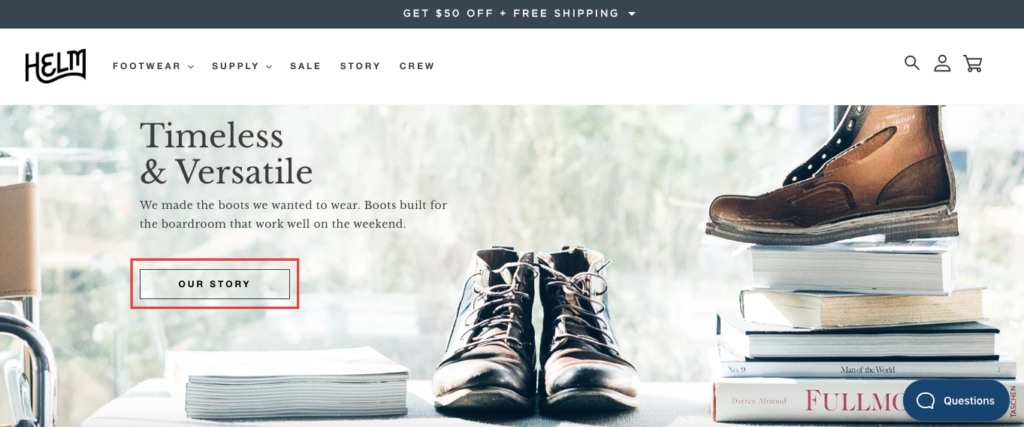 GET $50 OFF + FREE SHIPPING
HELM
FOOTWEAR
SUPPLY
SALE
STORY
CREW
Timeless
& Versatile
We made the boots we wanted to wear. Boots built for
the boardroom that work well on the weekend.
OUR STORY
No. 9 Man of the World
Darren Almond FULLMO
TASCHEN
Questions